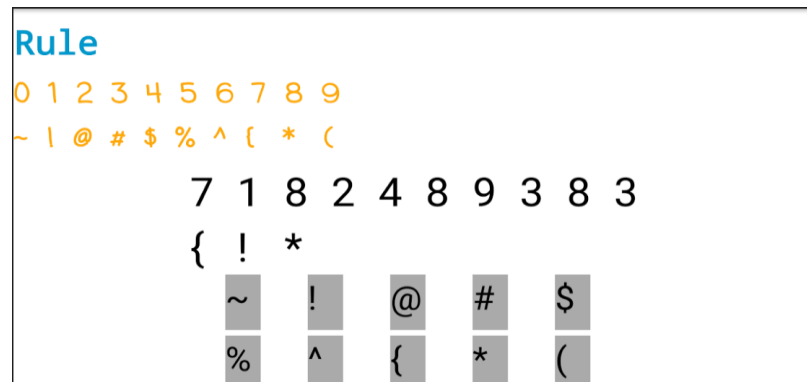 Rule
0 1 2 3 4 5 6 7 8 9
~ | @ # $ % ^ { * (
7 1 8 2 4 8 9 3 8 3
{ ! *
~ ! @ # $
% ^ { * (